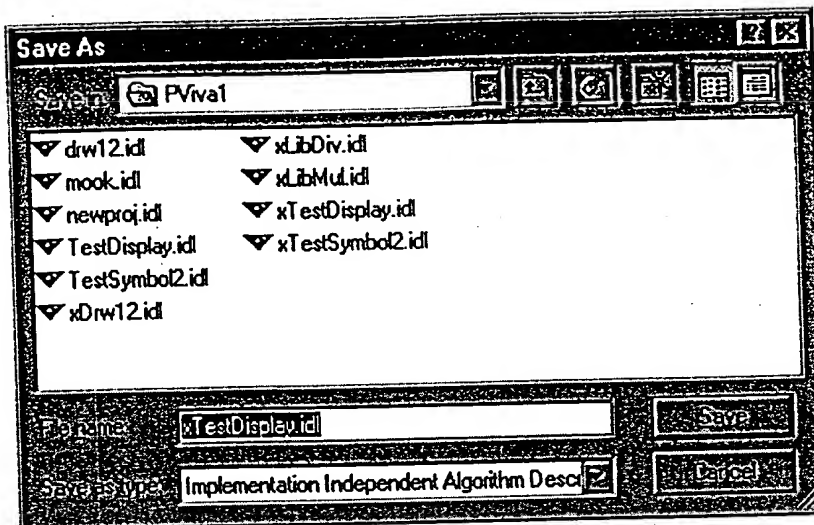 Save As
Save in: PViva1
drw12.idl
mook.idl
newproj.idl
TestDisplay.idl
TestSymbol2.idl
xDrw12.idl
xLibDiv.idl
xLibMul.idl
xTestDisplay.idl
xTestSymbol2.idl
File name: xTestDisplay.idl
Save
Save as type: Implementation Independent Algorithm Desc
Cancel